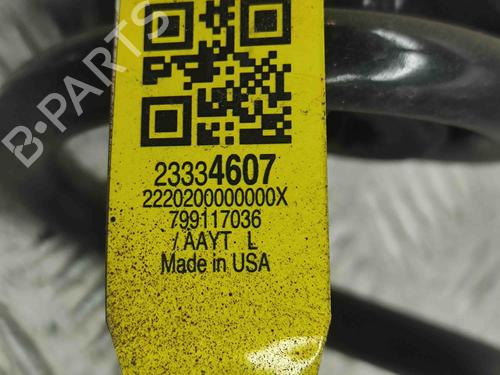 B·PARTS
23334607
2220200000000X
799117036
/AAYT L
Made in USA